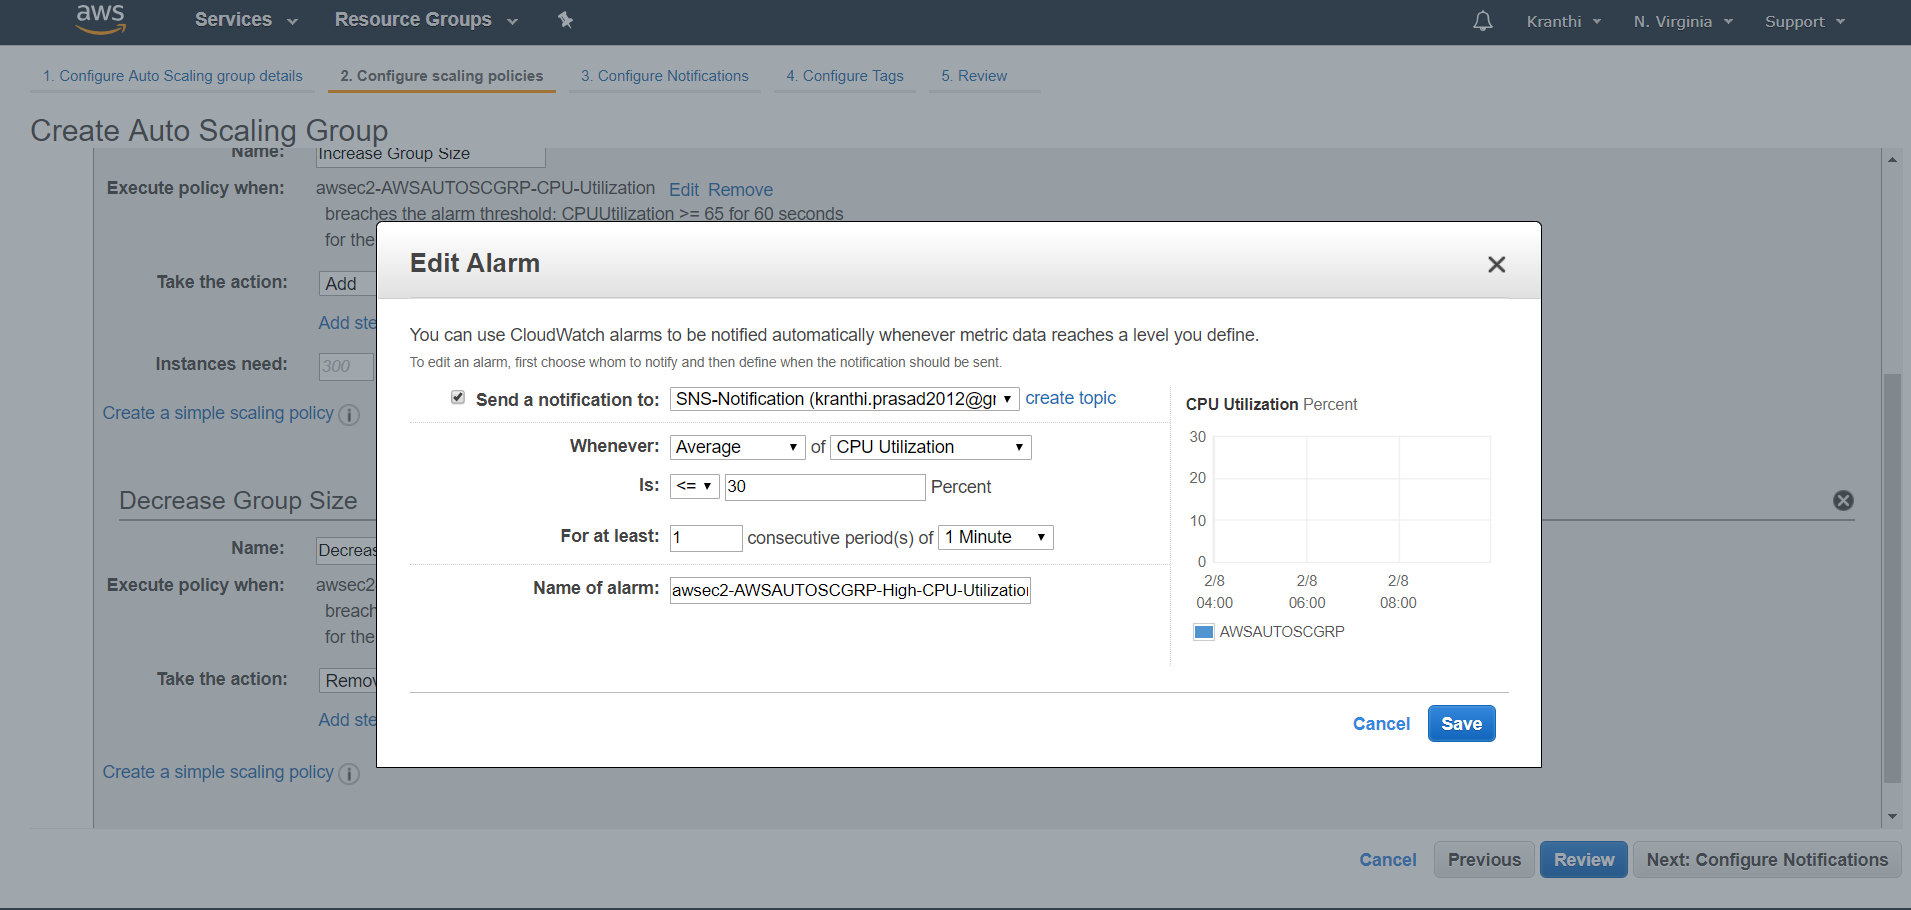 aws Services Resource Groups Kranthi N. Virginia Support
1. Configure Auto Scaling group details 2. Configure scaling policies 3. Configure Notifications 4. Configure Tags 5. Review
Create Auto Scaling Group
Name: Increase Group Size
Execute policy when: awsec2-AWSAUTOSCGRP-CPU-Utilization Edit Remove
breaches the alarm threshold: CPUUtilization >= 65 for 60 seconds
for the
Take the action: Add
Add ste
Instances need: 300
Create a simple scaling policy i
Decrease Group Size
Name: Decreas
Execute policy when: awsec2
breach
for the
Take the action: Remov
Add ste
Create a simple scaling policy i
Edit Alarm
You can use CloudWatch alarms to be notified automatically whenever metric data reaches a level you define.
To edit an alarm, first choose whom to notify and then define when the notification should be sent.
Send a notification to: SNS-Notification (kranthi.prasad2012@gr create topic
Whenever: Average of CPU Utilization
Is: <= 30 Percent
For at least: 1 consecutive period(s) of 1 Minute
Name of alarm: awsec2-AWSAUTOSCGRP-High-CPU-Utilization
CPU Utilization Percent
30
20
10
0
2/8 2/8 2/8
04:00 06:00 08:00
AWSAUTOSCGRP
Cancel Save
Cancel Previous Review Next: Configure Notifications